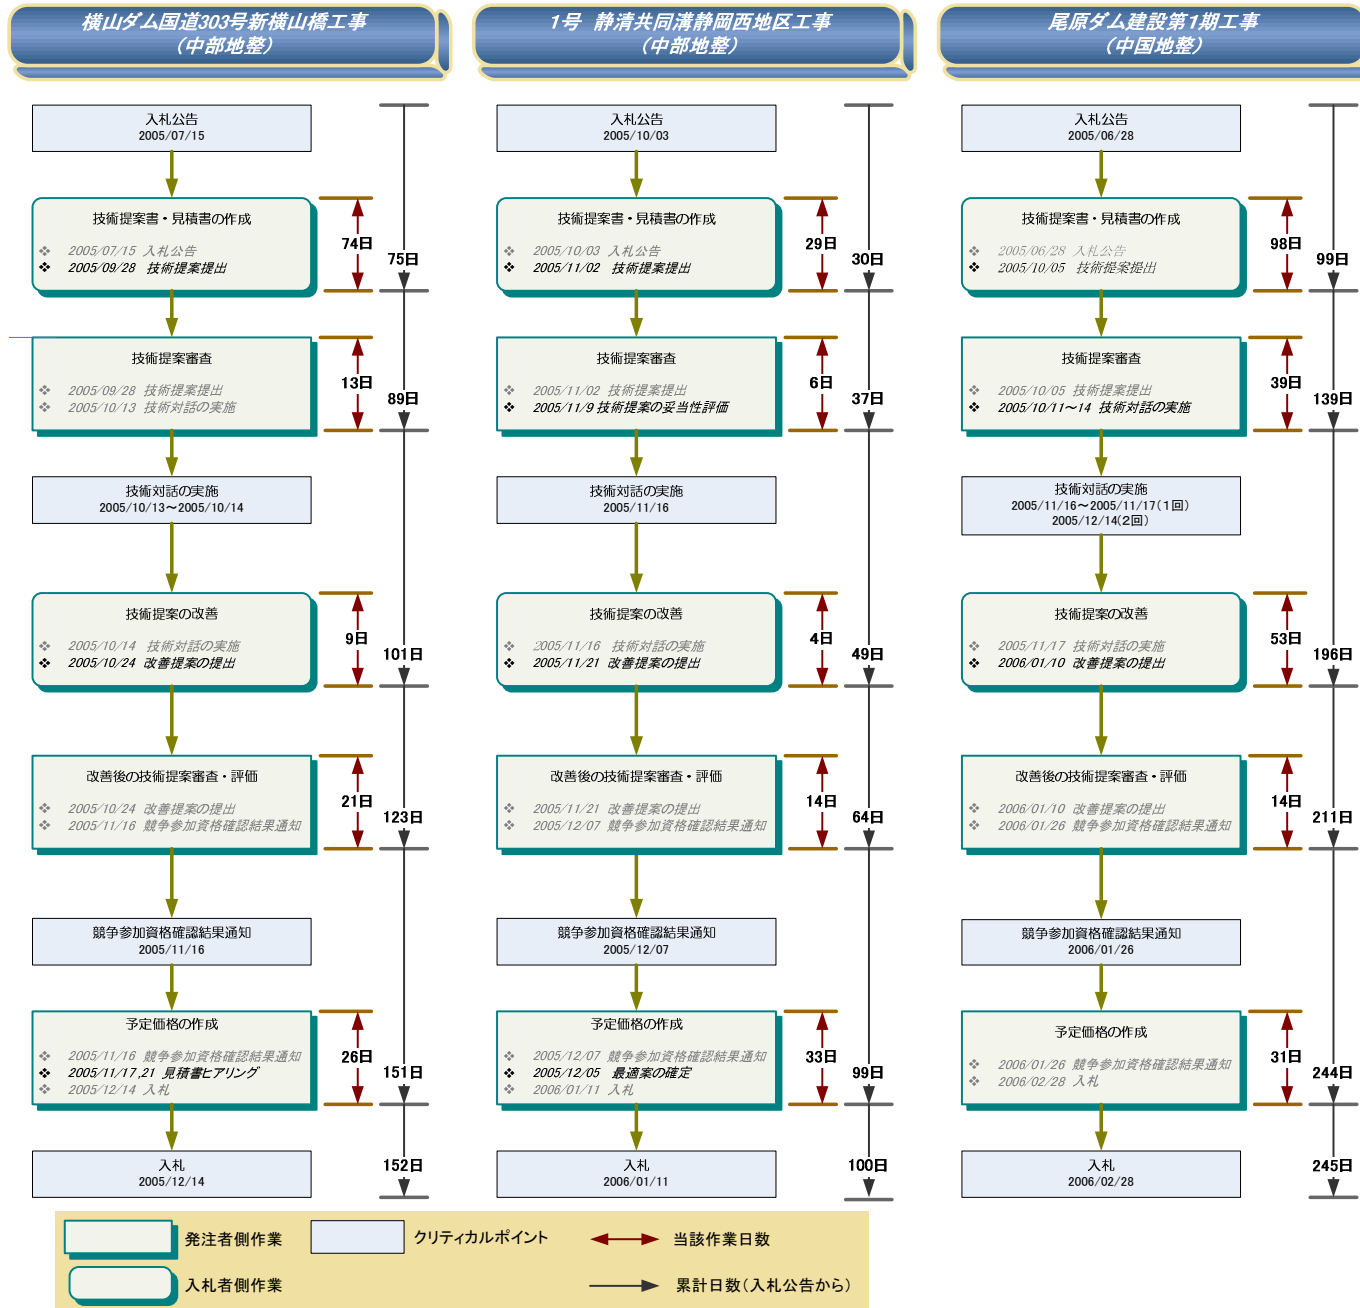 横山ダム国道303号新横山橋工事
（中部地整）
入札公告
2005/07/15
技術提案書・見積書の作成
❖ 2005/07/15 入札公告
❖ 2005/09/28 技術提案提出
74日
75日
技術提案審査
❖ 2005/09/28 技術提案提出
❖ 2005/10/13 技術対話の実施
13日
89日
技術対話の実施
2005/10/13～2005/10/14
技術提案の改善
❖ 2005/10/14 技術対話の実施
❖ 2005/10/24 改善提案の提出
9日
101日
改善後の技術提案審査・評価
❖ 2005/10/24 改善提案の提出
❖ 2005/11/16 競争参加資格確認結果通知
21日
123日
競争参加資格確認結果通知
2005/11/16
予定価格の作成
❖ 2005/11/16 競争参加資格確認結果通知
❖ 2005/11/17,21 見積書ヒアリング
❖ 2005/12/14 入札
26日
151日
入札
2005/12/14
152日
1号 静清共同溝静岡西地区工事
（中部地整）
入札公告
2005/10/03
技術提案書・見積書の作成
❖ 2005/10/03 入札公告
❖ 2005/11/02 技術提案提出
29日
30日
技術提案審査
❖ 2005/11/02 技術提案提出
❖ 2005/11/9 技術提案の妥当性評価
6日
37日
技術対話の実施
2005/11/16
技術提案の改善
❖ 2005/11/16 技術対話の実施
❖ 2005/11/21 改善提案の提出
4日
49日
改善後の技術提案審査・評価
❖ 2005/11/21 改善提案の提出
❖ 2005/12/07 競争参加資格確認結果通知
14日
64日
競争参加資格確認結果通知
2005/12/07
予定価格の作成
❖ 2005/12/07 競争参加資格確認結果通知
❖ 2005/12/05 最適案の確定
❖ 2006/01/11 入札
33日
99日
入札
2006/01/11
100日
尾原ダム建設第1期工事
（中国地整）
入札公告
2005/06/28
技術提案書・見積書の作成
❖ 2005/06/28 入札公告
❖ 2005/10/05 技術提案提出
98日
99日
技術提案審査
❖ 2005/10/05 技術提案提出
❖ 2005/10/11～14 技術対話の実施
39日
139日
技術対話の実施
2005/11/16～2005/11/17（１回）
2005/12/14（２回）
技術提案の改善
❖ 2005/11/17 技術対話の実施
❖ 2006/01/10 改善提案の提出
53日
196日
改善後の技術提案審査・評価
❖ 2006/01/10 改善提案の提出
❖ 2006/01/26 競争参加資格確認結果通知
14日
211日
競争参加資格確認結果通知
2006/01/26
予定価格の作成
❖ 2006/01/26 競争参加資格確認結果通知
❖ 2006/02/28 入札
31日
244日
入札
2006/02/28
245日
発注者側作業
クリティカルポイント
当該作業日数
入札者側作業
累計日数（入札公告から）